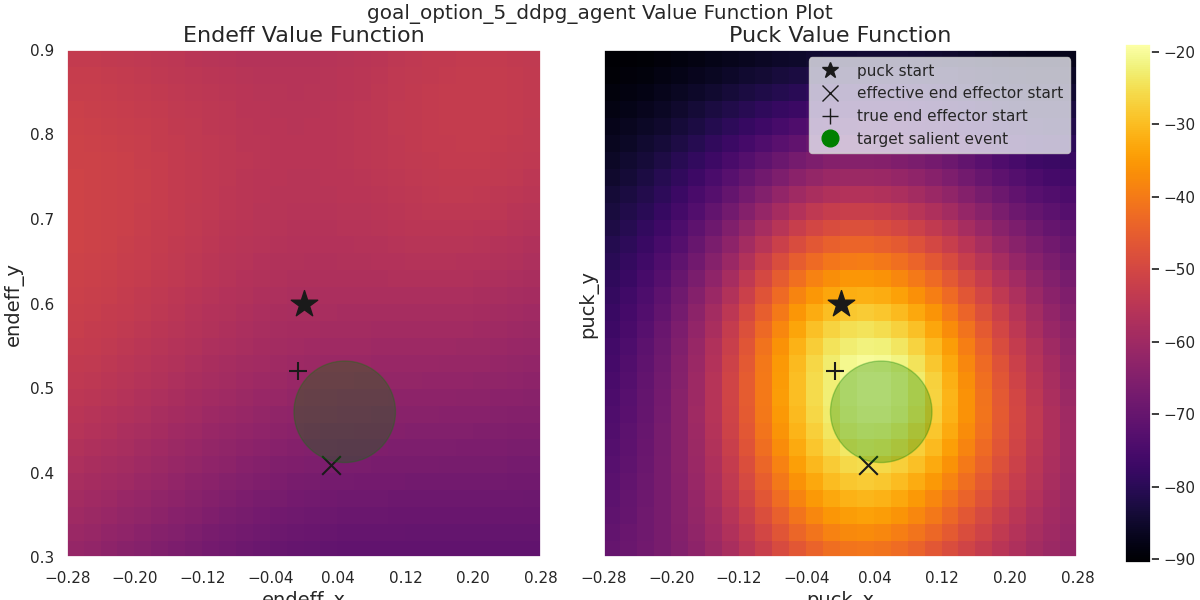 goal_option_5_ddpg_agent Value Function Plot
Endeff Value Function
Puck Value Function
puck start
effective end effector start
true end effector start
target salient event
endeff_y
0.9
0.8
0.7
0.6
0.5
0.4
0.3
−0.28 −0.20 −0.12 −0.04 0.04 0.12 0.20 0.28
endeff_x
puck_y
−0.28 −0.20 −0.12 −0.04 0.04 0.12 0.20 0.28
puck_x
−20
−30
−40
−50
−60
−70
−80
−90